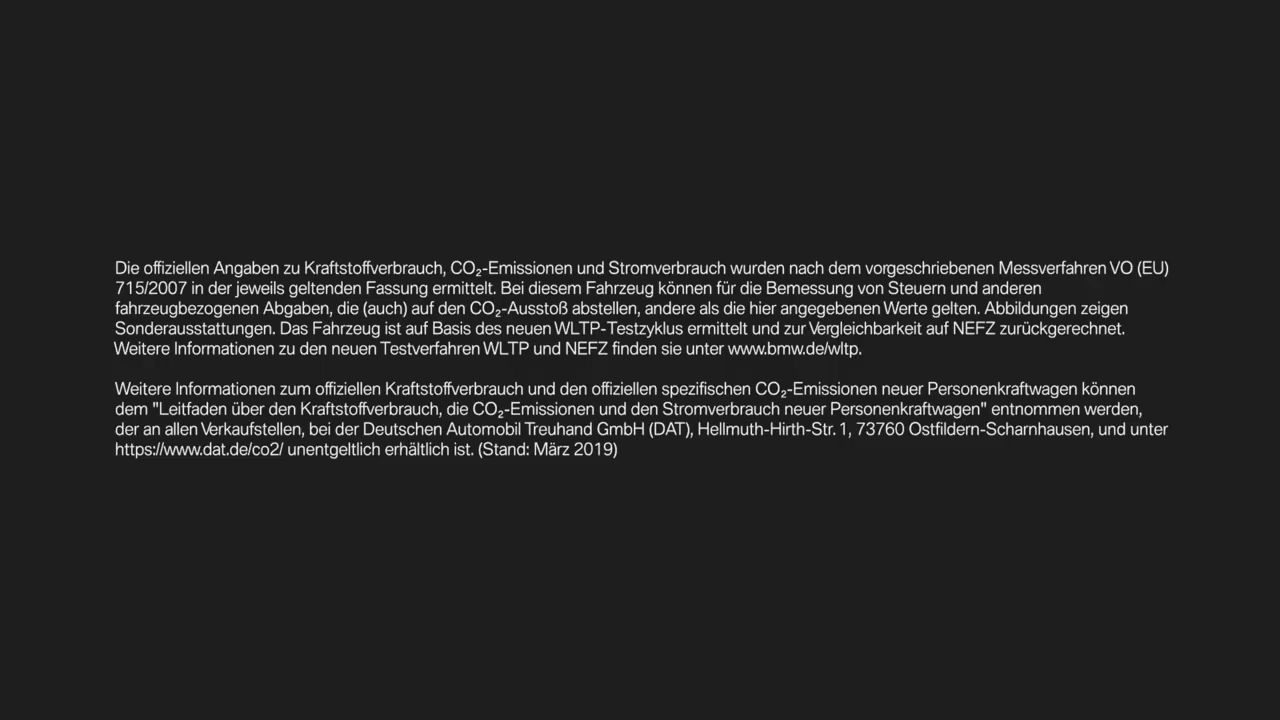 Die offiziellen Angaben zu Kraftstoffverbrauch, CO₂-Emissionen und Stromverbrauch wurden nach dem vorgeschriebenen Messverfahren VO (EU)
715/2007 in der jeweils geltenden Fassung ermittelt. Bei diesem Fahrzeug können für die Bemessung von Steuern und anderen
fahrzeugbezogenen Abgaben, die (auch) auf den CO₂-Ausstoß abstellen, andere als die hier angegebenen Werte gelten. Abbildungen zeigen
Sonderausstattungen. Das Fahrzeug ist auf Basis des neuen WLTP-Testzyklus ermittelt und zur Vergleichbarkeit auf NEFZ zurückgerechnet.
Weitere Informationen zu den neuen Testverfahren WLTP und NEFZ finden sie unter www.bmw.de/wltp.
Weitere Informationen zum offiziellen Kraftstoffverbrauch und den offiziellen spezifischen CO₂-Emissionen neuer Personenkraftwagen können
dem "Leitfaden über den Kraftstoffverbrauch, die CO₂-Emissionen und den Stromverbrauch neuer Personenkraftwagen" entnommen werden,
der an allen Verkaufstellen, bei der Deutschen Automobil Treuhand GmbH (DAT), Hellmuth-Hirth-Str. 1, 73760 Ostfildern-Scharnhausen, und unter
https://www.dat.de/co2/ unentgeltlich erhältlich ist. (Stand: März 2019)